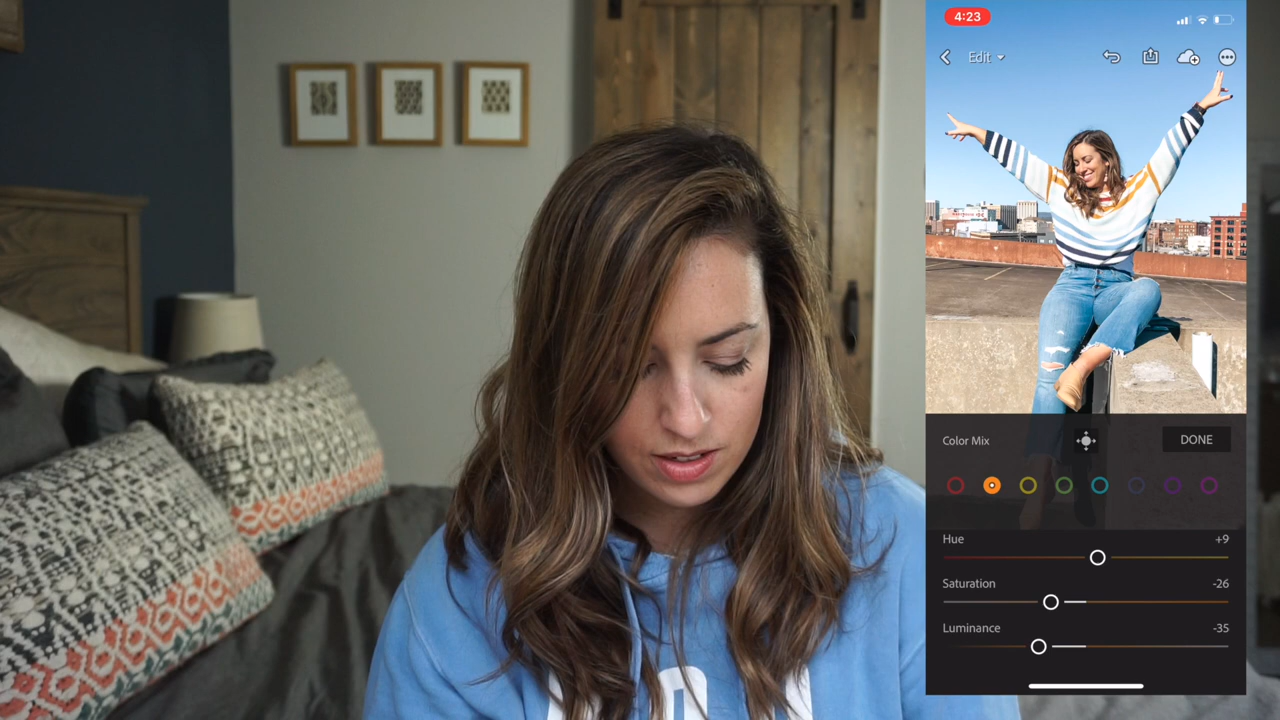 4:23
Edit
Color Mix
DONE
Hue +9
Saturation -26
Luminance -35